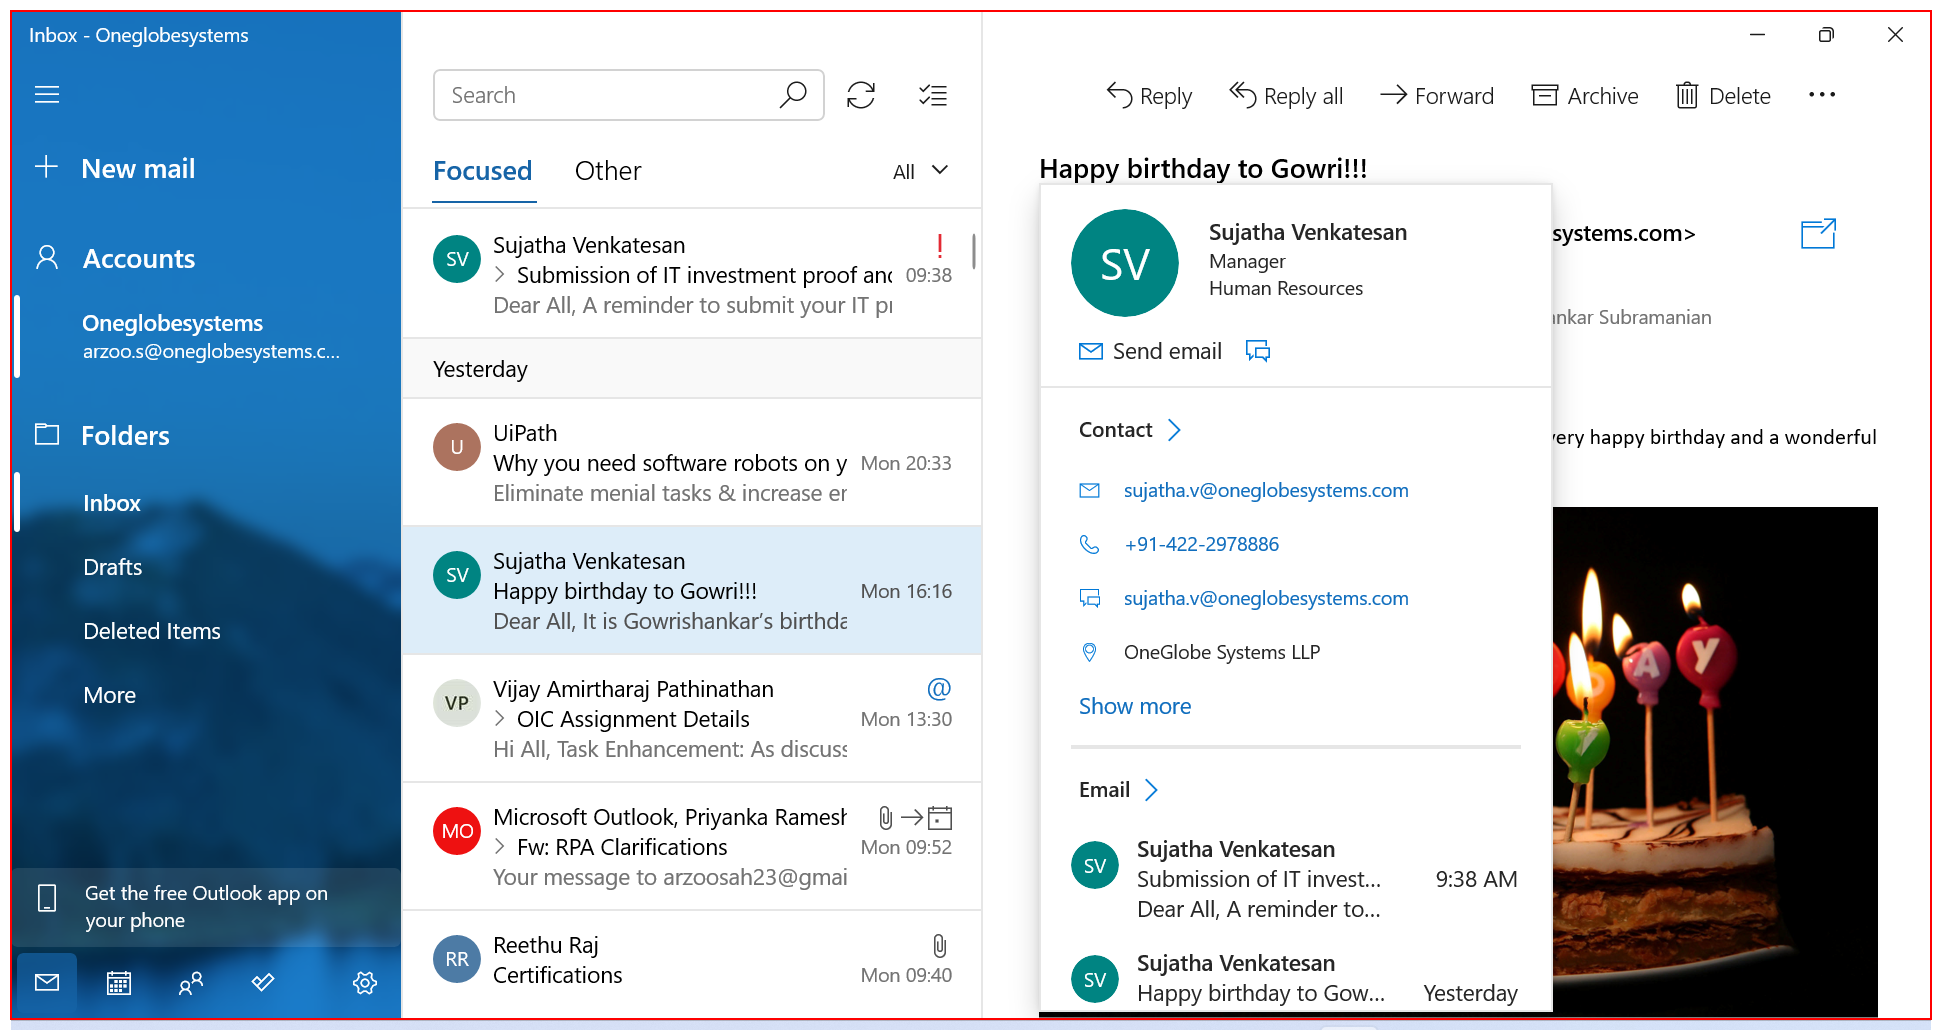 Inbox - Oneglobesystems
New mail
Accounts
Oneglobesystems
arzoo.s@oneglobesystems.c...
Folders
Inbox
Drafts
Deleted Items
More
Get the free Outlook app on
your phone
Search
Focused Other All
SV
Sujatha Venkatesan !
Submission of IT investment proof and 09:38
Dear All, A reminder to submit your IT pr
Yesterday
U
UiPath
Why you need software robots on y Mon 20:33
Eliminate menial tasks & increase er
SV
Sujatha Venkatesan
Happy birthday to Gowri!!! Mon 16:16
Dear All, It is Gowrishankar’s birthda
VP
Vijay Amirtharaj Pathinathan @
OIC Assignment Details Mon 13:30
Hi All, Task Enhancement: As discuss
MO
Microsoft Outlook, Priyanka Ramesh
Fw: RPA Clarifications Mon 09:52
Your message to arzoosah23@gmai
RR
Reethu Raj
Certifications Mon 09:40
Reply Reply all Forward Archive Delete ...
Happy birthday to Gowri!!!
systems.com>
nkar Subramanian
ery happy birthday and a wonderful
SV
Sujatha Venkatesan
Manager
Human Resources
Send email
Contact
sujatha.v@oneglobesystems.com
+91-422-2978886
sujatha.v@oneglobesystems.com
OneGlobe Systems LLP
Show more
Email
SV
Sujatha Venkatesan
Submission of IT invest... 9:38 AM
Dear All, A reminder to...
SV
Sujatha Venkatesan
Happy birthday to Gow... Yesterday
A Y